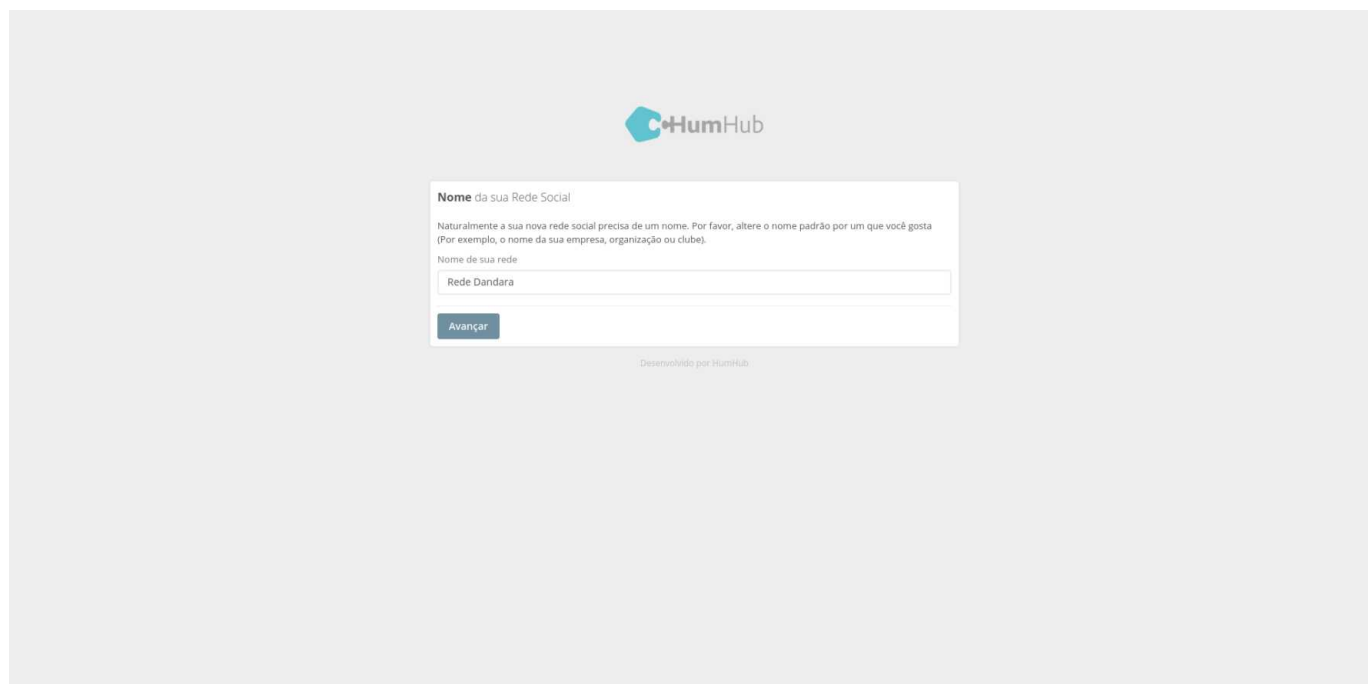 HumHub
Nome da sua Rede Social
Naturalmente a sua nova rede social precisa de um nome. Por favor, altere o nome padrão por um que você gosta
(Por exemplo, o nome da sua empresa, organização ou clube).
Nome de sua rede
Rede Dandara
Avançar
Desenvolvido por HumHub